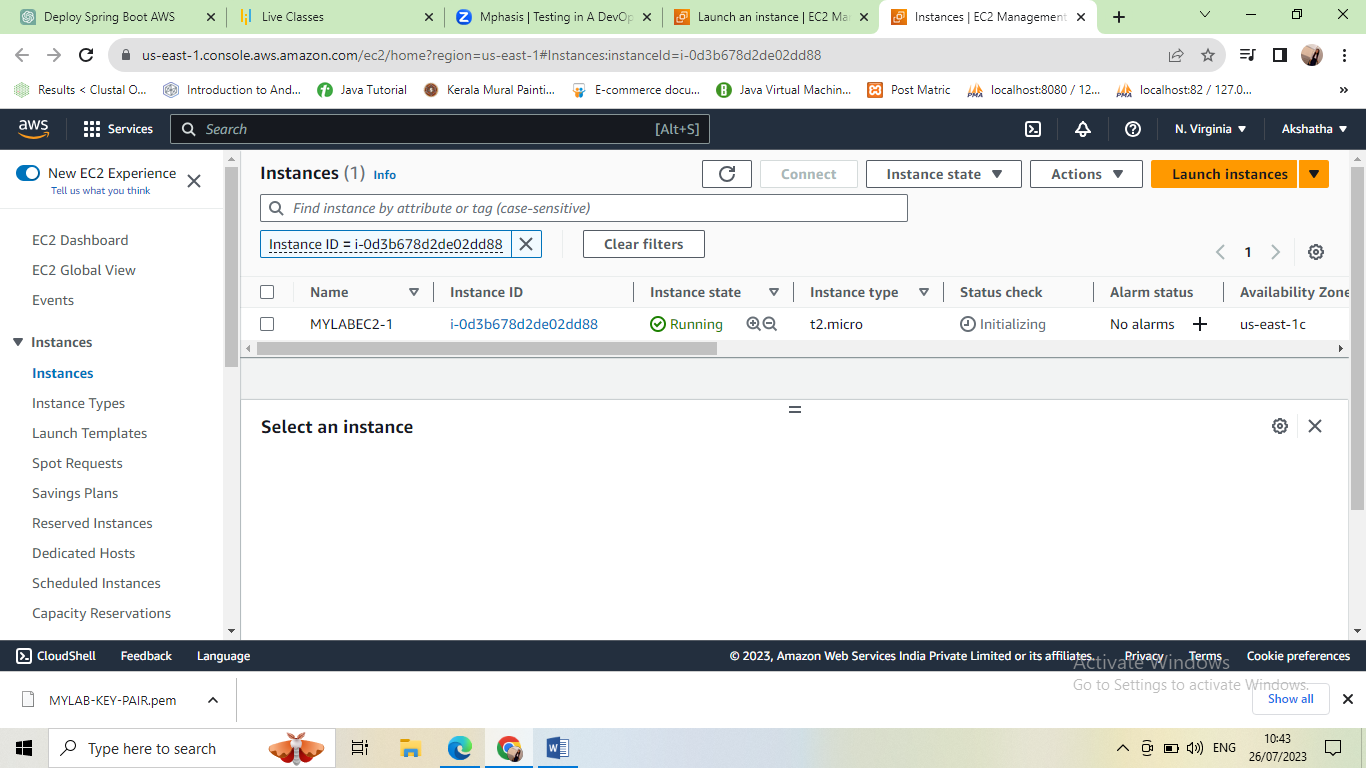 Deploy Spring Boot AWS
Live Classes
Mphasis | Testing in A DevOp
Launch an instance | EC2 Ma
Instances | EC2 Management
us-east-1.console.aws.amazon.com/ec2/home?region=us-east-1#Instances:instanceId=i-0d3b678d2de02dd88
Results < Clustal O...
Introduction to And...
Java Tutorial
Kerala Mural Painti...
E-commerce docu...
Java Virtual Machin...
Post Matric
localhost:8080 / 12...
localhost:82 / 127.0...
»
aws
Services
Search
[Alt+S]
N. Virginia
Akshatha
New EC2 Experience
Tell us what you think
EC2 Dashboard
EC2 Global View
Events
Instances
Instances
Instance Types
Launch Templates
Spot Requests
Savings Plans
Reserved Instances
Dedicated Hosts
Scheduled Instances
Capacity Reservations
Instances (1) Info
Connect
Instance state
Actions
Launch instances
Find instance by attribute or tag (case-sensitive)
Instance ID = i-0d3b678d2de02dd88
Clear filters
1
Name
Instance ID
Instance state
Instance type
Status check
Alarm status
Availability Zone
MYLABEC2-1
i-0d3b678d2de02dd88
Running
t2.micro
Initializing
No alarms
us-east-1c
Select an instance
CloudShell
Feedback
Language
© 2023, Amazon Web Services India Private Limited or its affiliates.
Privacy
Terms
Cookie preferences
Activate Windows
Go to Settings to activate Windows.
MYLAB-KEY-PAIR.pem
Show all
Type here to search
ENG
10:43
26/07/2023